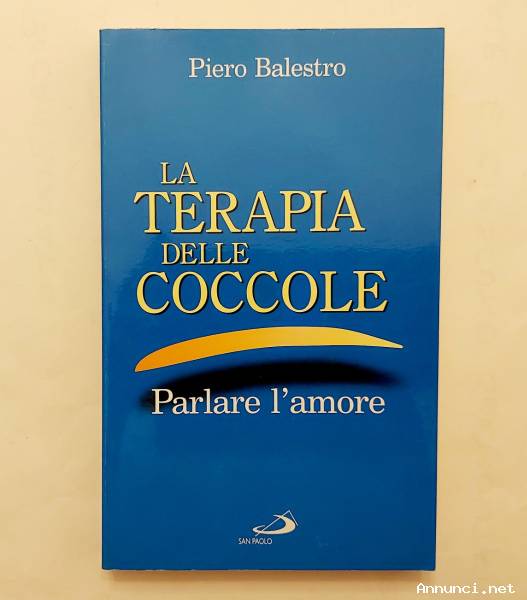 Piero Balestro
LA
TERAPIA
DELLE
COCCOLE
Parlare l'amore
SAN PAOLO
Annunci.net